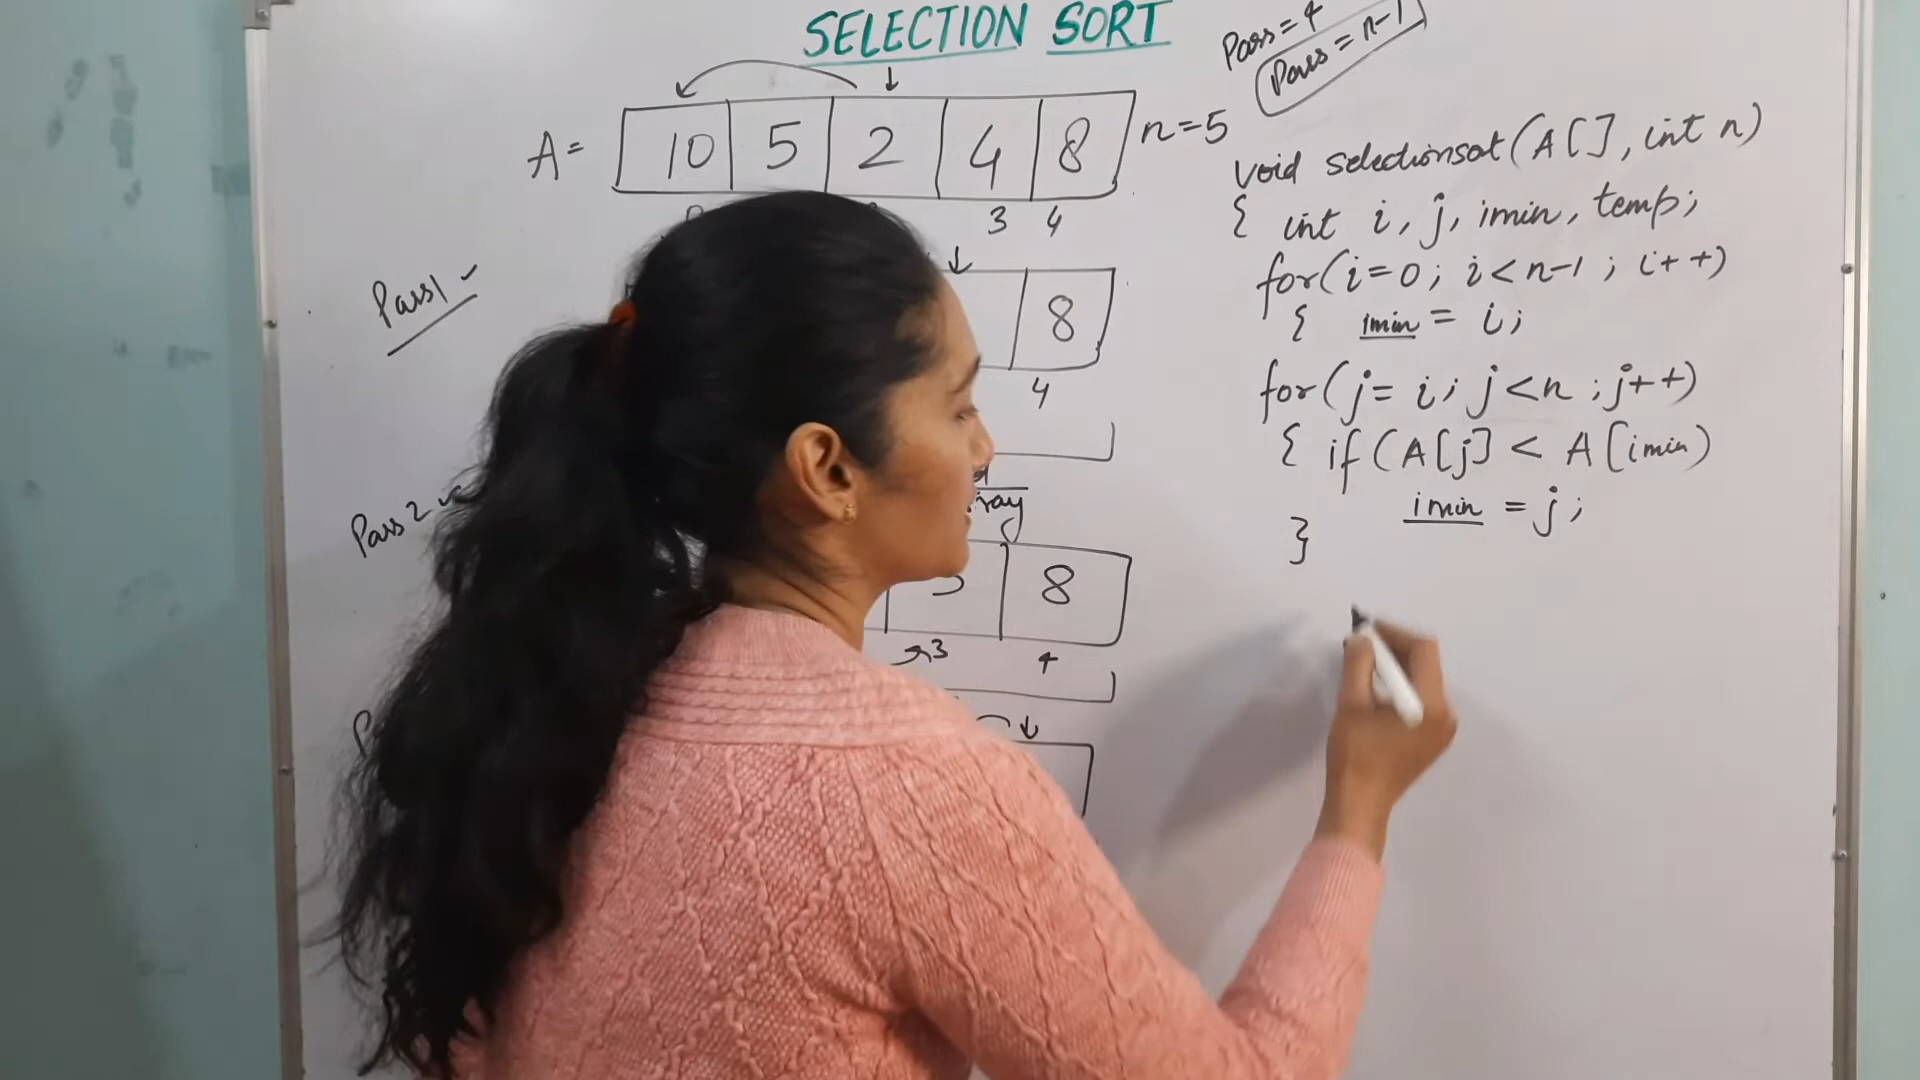 SELECTION SORT
Pass = 4
Pass = n-1
A = 10 5 2 4 8 n=5
3 4
Pass1
8
4
Pass 2
8
3 4
void selectionsot(A[], int n)
{ int i, j, imin, temp;
for(i=0; i<n-1; i++)
{ imin = i;
for(j= i; j<n; j++)
{ if (A[j] < A[imin)
imin = j;
}